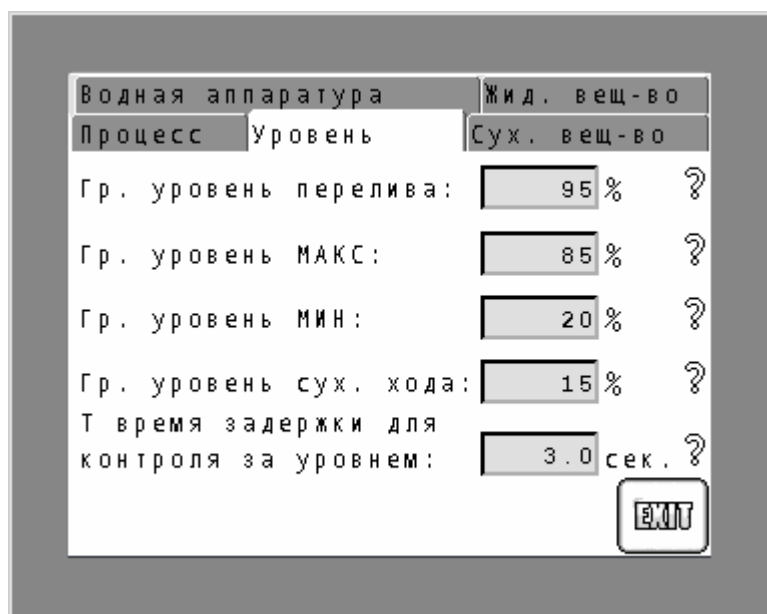 Водная аппаратура Жид. вещ-во
Процесс Уровень Сух. вещ-во
Гр. уровень перелива: 95 % ?
Гр. уровень МАКС: 85 % ?
Гр. уровень МИН: 20 % ?
Гр. уровень сух. хода: 15 % ?
Т время задержки для
контроля за уровнем: 3.0 сек. ?
EXIT